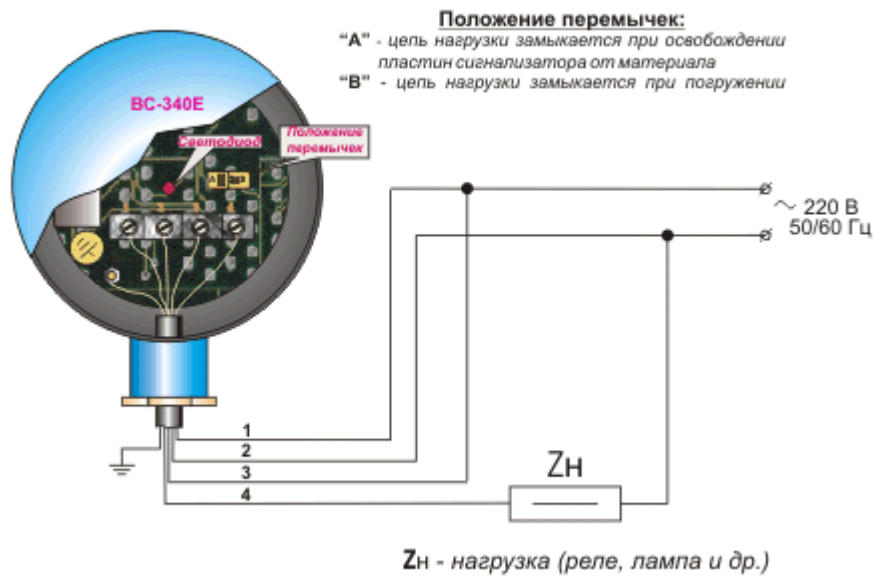 Положение перемычек:
“А” - цепь нагрузки замыкается при освобождении
пластин сигнализатора от материала
“В” - цепь нагрузки замыкается при погружении
ВС-340Е
Светодиод
Положение
перемычек
А
~ 220 В
50/60 Гц
1
2
3
4
Zн
Zн - нагрузка (реле, лампа и др.)